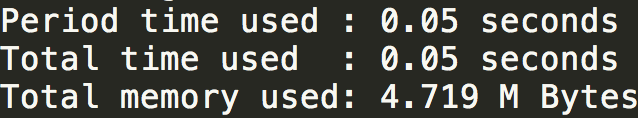 Period time used : 0.05 seconds
Total time used  : 0.05 seconds
Total memory used: 4.719 M Bytes